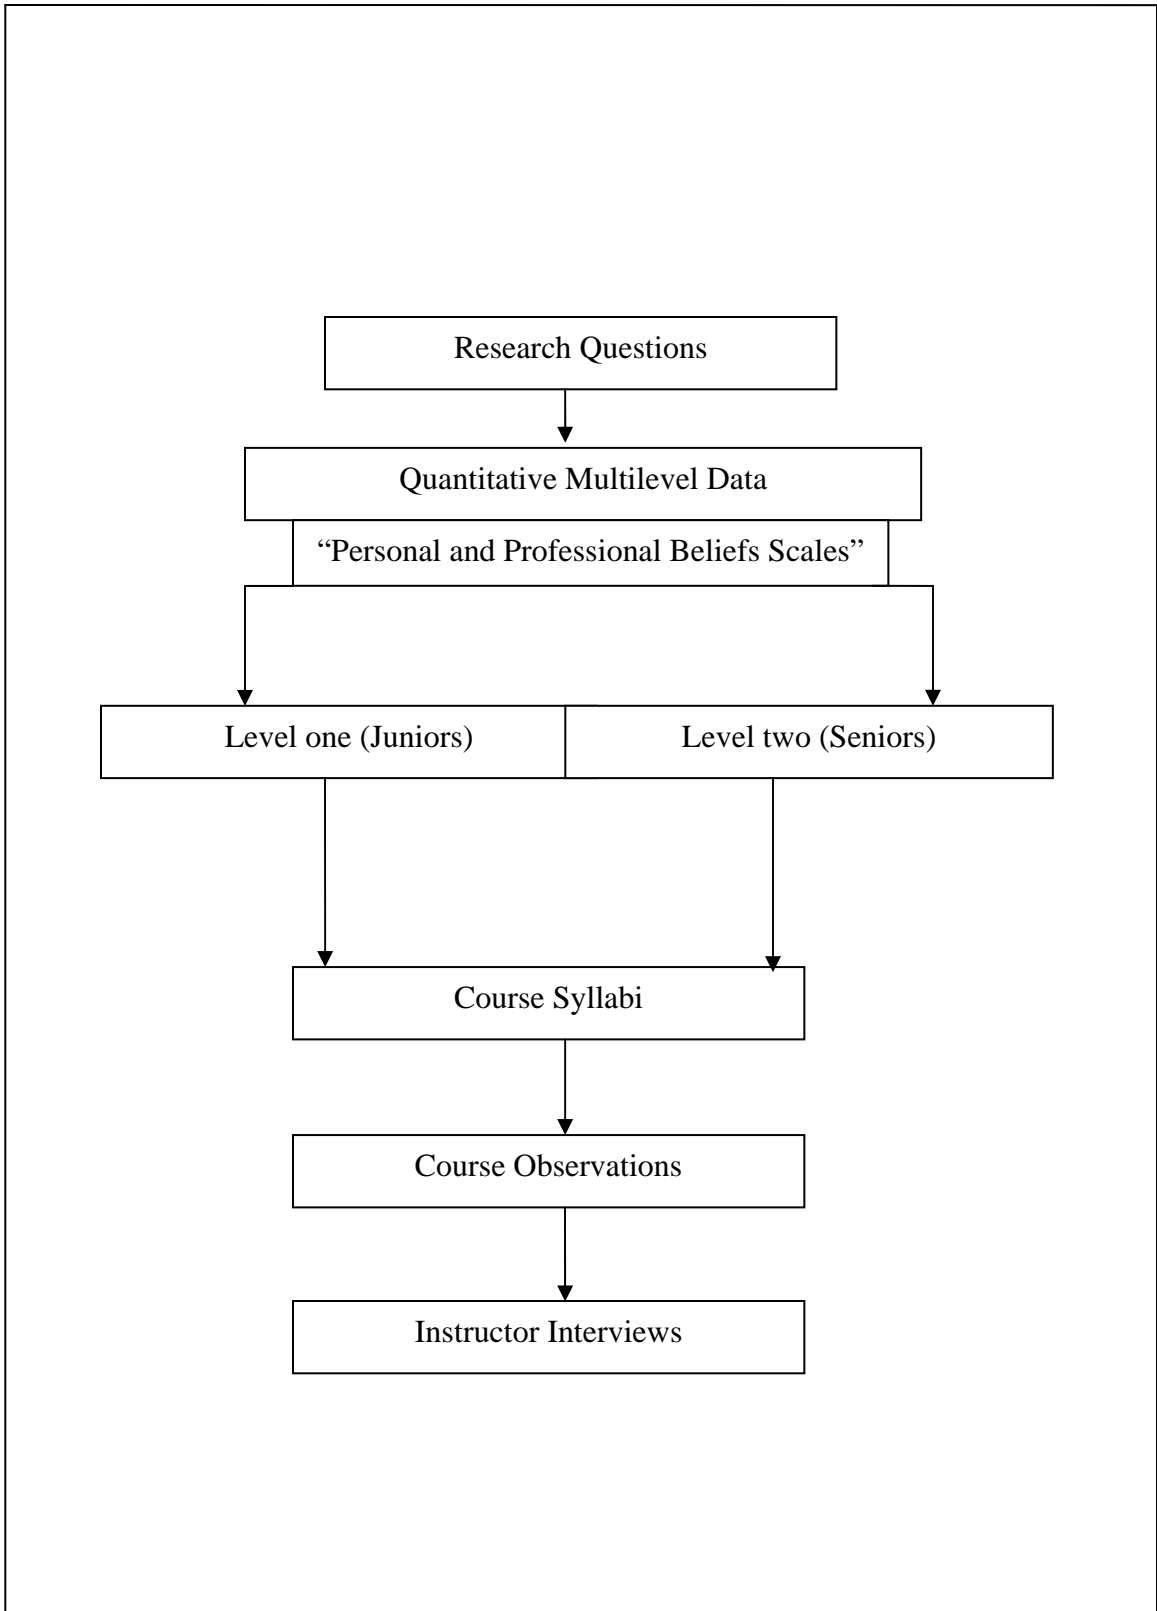 Research Questions
Quantitative Multilevel Data
“Personal and Professional Beliefs Scales”
Level one (Juniors)
Level two (Seniors)
Course Syllabi
Course Observations
Instructor Interviews